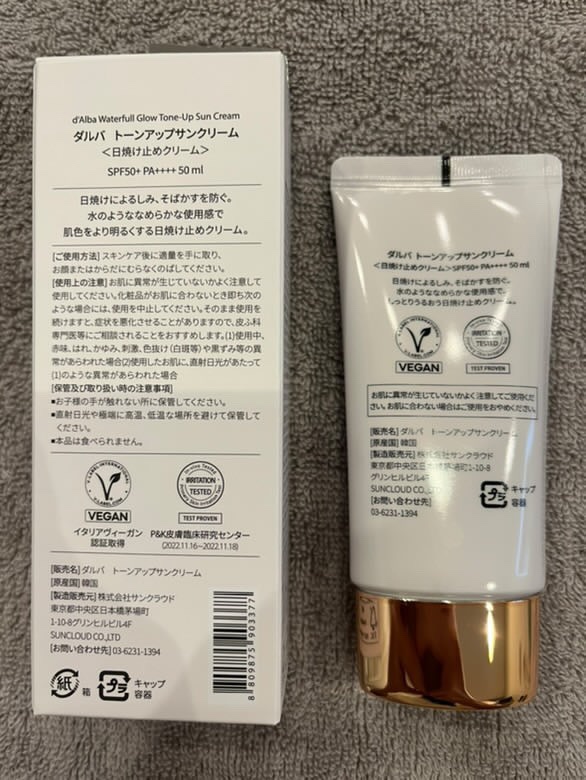 d'Alba Waterfull Glow Tone-Up Sun Cream
ダルバ トーンアップサンクリーム
＜日焼け止めクリーム＞
SPF50+ PA++++ 50 ml
日焼けによるしみ、そばかすを防ぐ。
水のようななめらかな使用感で
肌色をより明るくする日焼け止めクリーム。
[ご使用方法] スキンケア後に適量を手に取り、
お顔またはからだにむらなくのばしてください。
[使用上の注意] お肌に異常が生じていないかよく注意して
使用してください。化粧品がお肌に合わないとき即ち次の
ような場合には、使用を中止してください。そのまま使用を
続けますと、症状を悪化させることがありますので、皮ふ科
専門医等にご相談されることをおすすめします。(1)使用中、
赤味、はれ、かゆみ、刺激、色抜け(白斑等)や黒ずみ等の異
常があらわれた場合(2)使用したお肌に、直射日光があたって
(1)のような異常があらわれた場合
[保管及び取り扱い時の注意事項]
■お子様の手が触れない所に保管してください。
■直射日光や極端に高温、低温な場所を避けて保管して
ください。
■本品は食べられません。
V-LABEL INTERNATIONAL
V-LABEL.COM
VEGAN
イタリアヴィーガン
認証取得
IRRITATION
TESTED
TEST PROVEN
P&K皮膚臨床研究センター
(2022.11.16~2022.11.18)
[販売名] ダルバ トーンアップサンクリーム
[原産国] 韓国
[製造販売元] 株式会社サンクラウド
東京都中央区日本橋茅場町
1-10-8グリンヒルビル4F
SUNCLOUD CO.,LTD
[お問い合わせ先] 03-6231-1394
紙 箱
プラ キャップ
容器
8 809875 903377
ダルバ トーンアップサンクリーム
＜日焼け止めクリーム＞SPF50+ PA++++ 50 ml
日焼けによるしみ、そばかすを防ぐ。
水のようななめらかな使用感で、
しっとりうるおう日焼け止めクリーム。
V-LABEL INTERNATIONAL
V-LABEL.COM
VEGAN
IRRITATION
TESTED
TEST PROVEN
お肌に異常が生じていないかよく注意してご使用くだ
さい。お肌に合わない場合はご使用をおやめください。
[販売名] ダルバ トーンアップサンクリーム
[原産国] 韓国
[製造販売元] 株式会社サンクラウド
東京都中央区日本橋茅場町1-10-8
グリンヒルビル4F
SUNCLOUD CO.,LTD
[お問い合わせ先]
03-6231-1394
プラ キャップ
容器